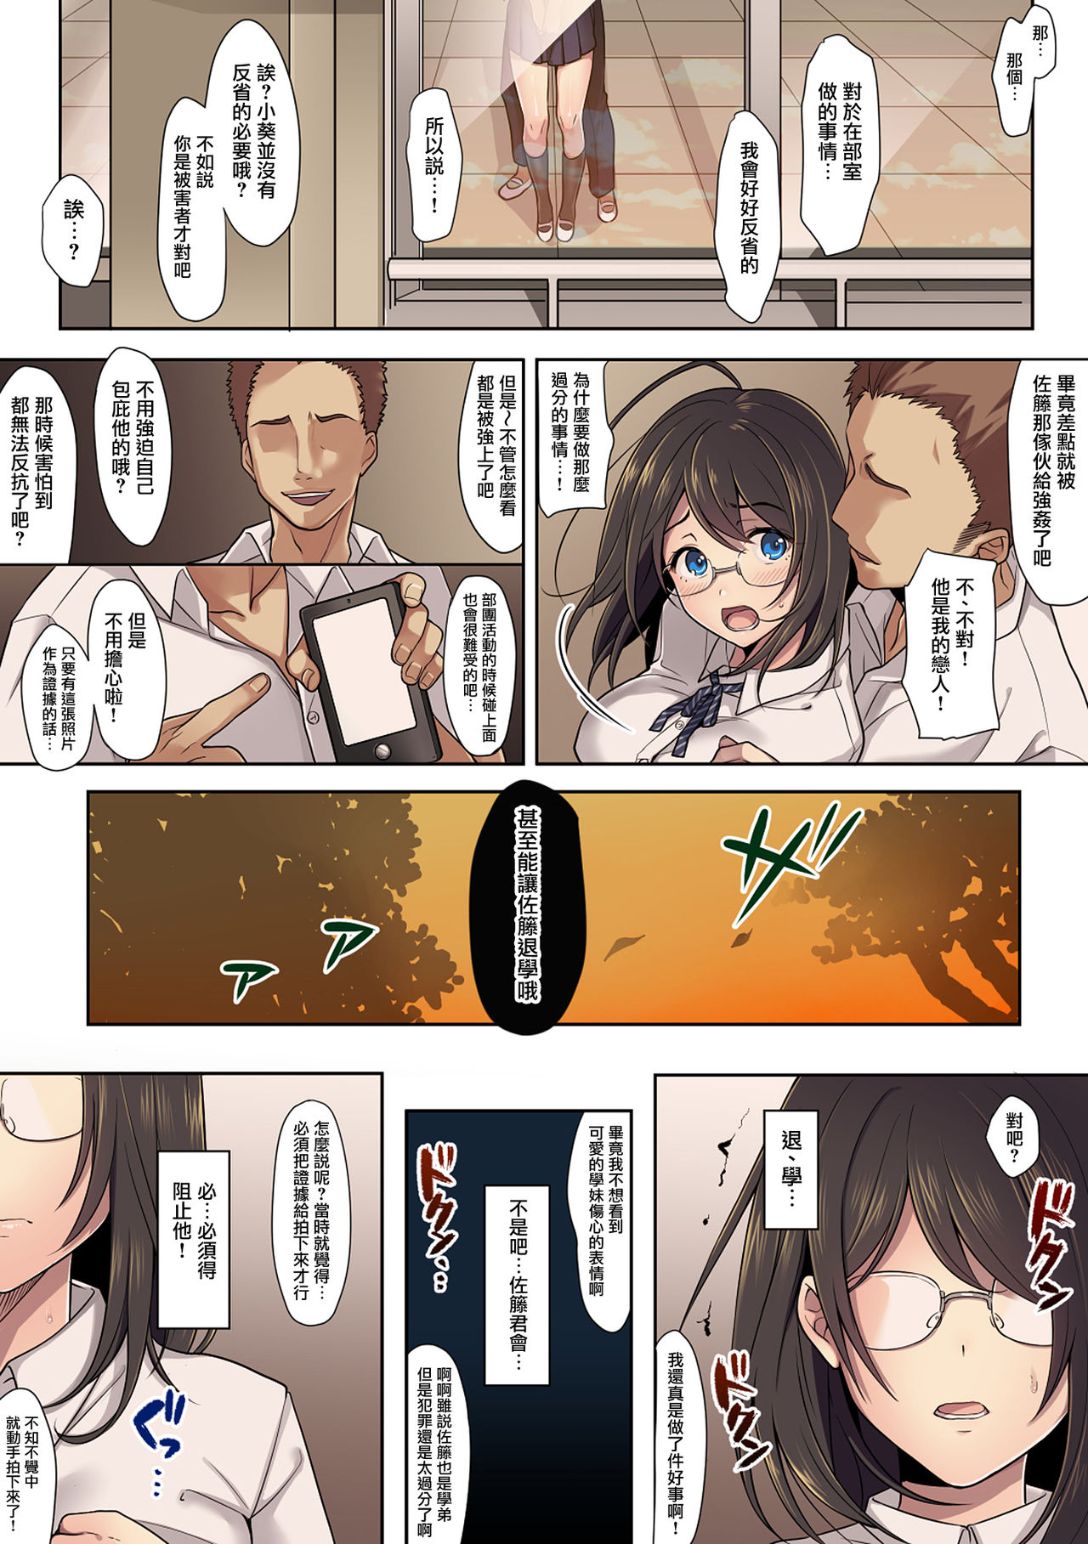 那…
那個…
對於在部室
做的事情…
我會好好反省的
所以說…！
誒？小葵並沒有
反省的必要哦？
不如說
你是被害者才對吧
誒…？
畢竟差點就被
佐藤那傢伙給強姦了吧
不、不對！
他是我的戀人！
為什麼要做那麼
過分的事情…！
但是～不管怎麼看
都是被強上了吧
不用強迫自己
包庇他的哦？
那時候害怕到
都無法反抗了吧？
部團活動的時候碰上面
也會很難受的吧…
但是
不用擔心啦！
只要有這張照片
作為證據的話…
メ゛
甚至能讓佐藤退學哦
ア
ア
對吧？
ドクン
退、學…
我還真是做了件好事啊！
ドクン
畢竟我不想看到
可愛的學妹傷心的表情啊
不是吧…佐藤君會…
ドクン…
啊啊雖說佐藤也是學弟
但是犯罪還是太過分了啊
怎麼說呢？當時就覺得…
必須把證據給拍下來才行
必…必須得
阻止他！
ぐっ
不知不覺中
就動手拍下來了！